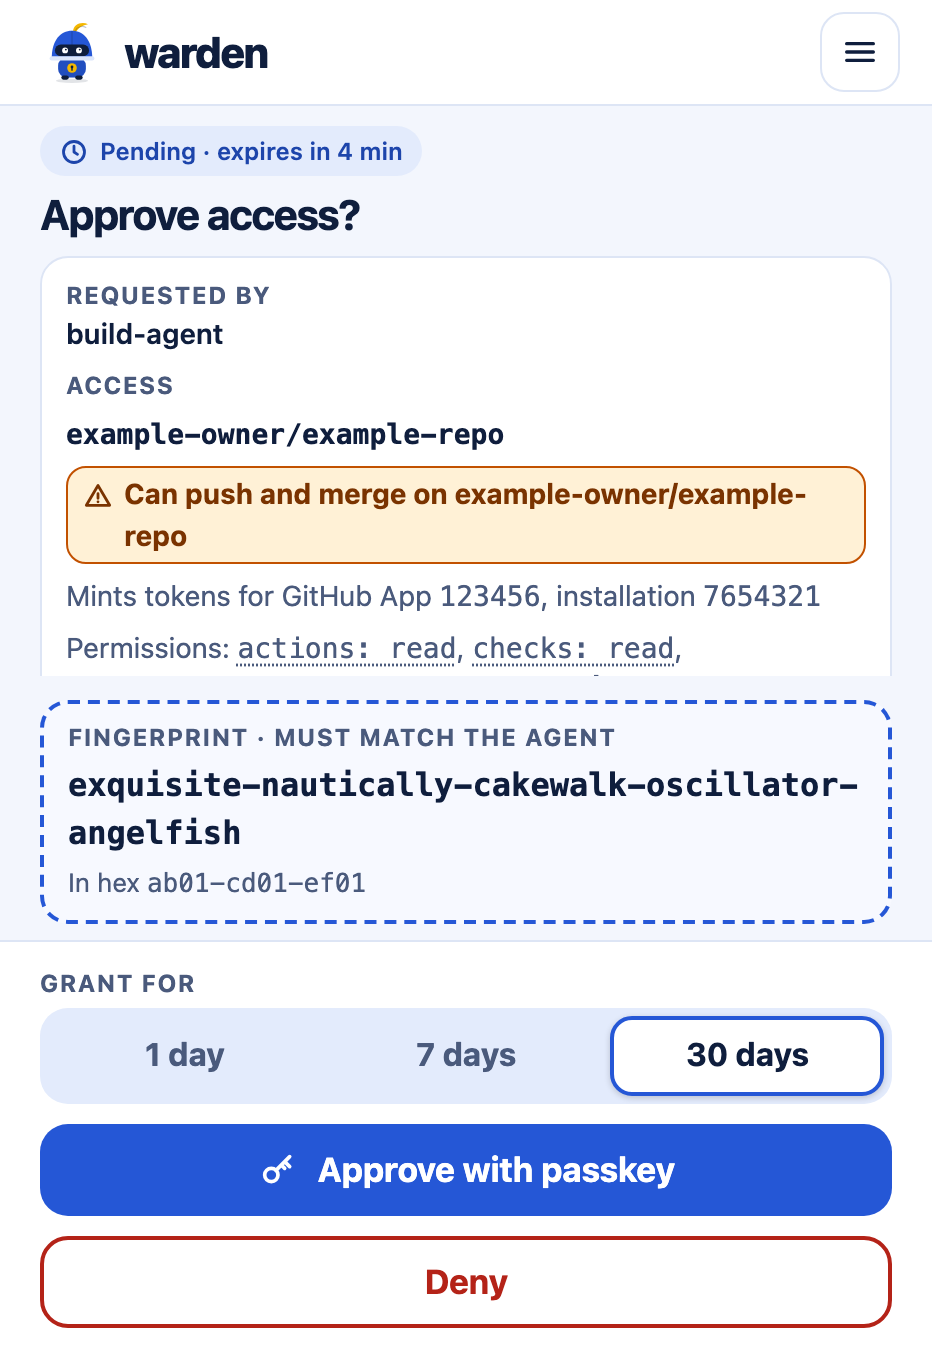 warden
Pending · expires in 4 min
Approve access?
REQUESTED BY
build-agent
ACCESS
example-owner/example-repo
Can push and merge on example-owner/example-
repo
Mints tokens for GitHub App 123456, installation 7654321
Permissions: actions: read, checks: read,
FINGERPRINT · MUST MATCH THE AGENT
exquisite-nautically-cakewalk-oscillator-
angelfish
In hex ab01-cd01-ef01
GRANT FOR
1 day
7 days
30 days
Approve with passkey
Deny